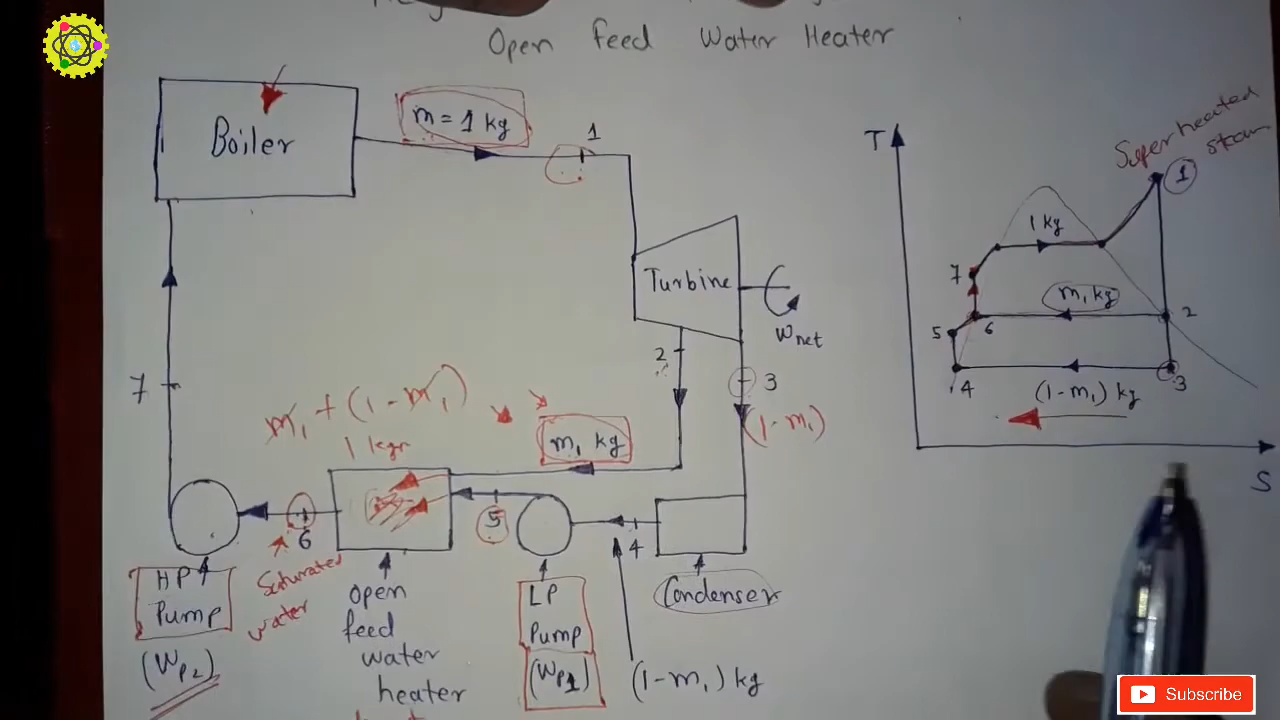 Open Feed Water Heater
Boiler
m = 1 kg
1
Turbine
Wnet
2
3
(1-m₁)
m₁ kg
m₁ + (1-m₁)
1 kg
7
6
5
4
Saturated
water
HP
Pump
(Wp₂)
open
feed
water
heater
LP
Pump
(Wp1)
Condenser
(1-m₁) kg
T
Superheated
steam
1
1 kg
7
m₁ kg
2
5
6
4
3
(1-m₁) kg
S
Subscribe